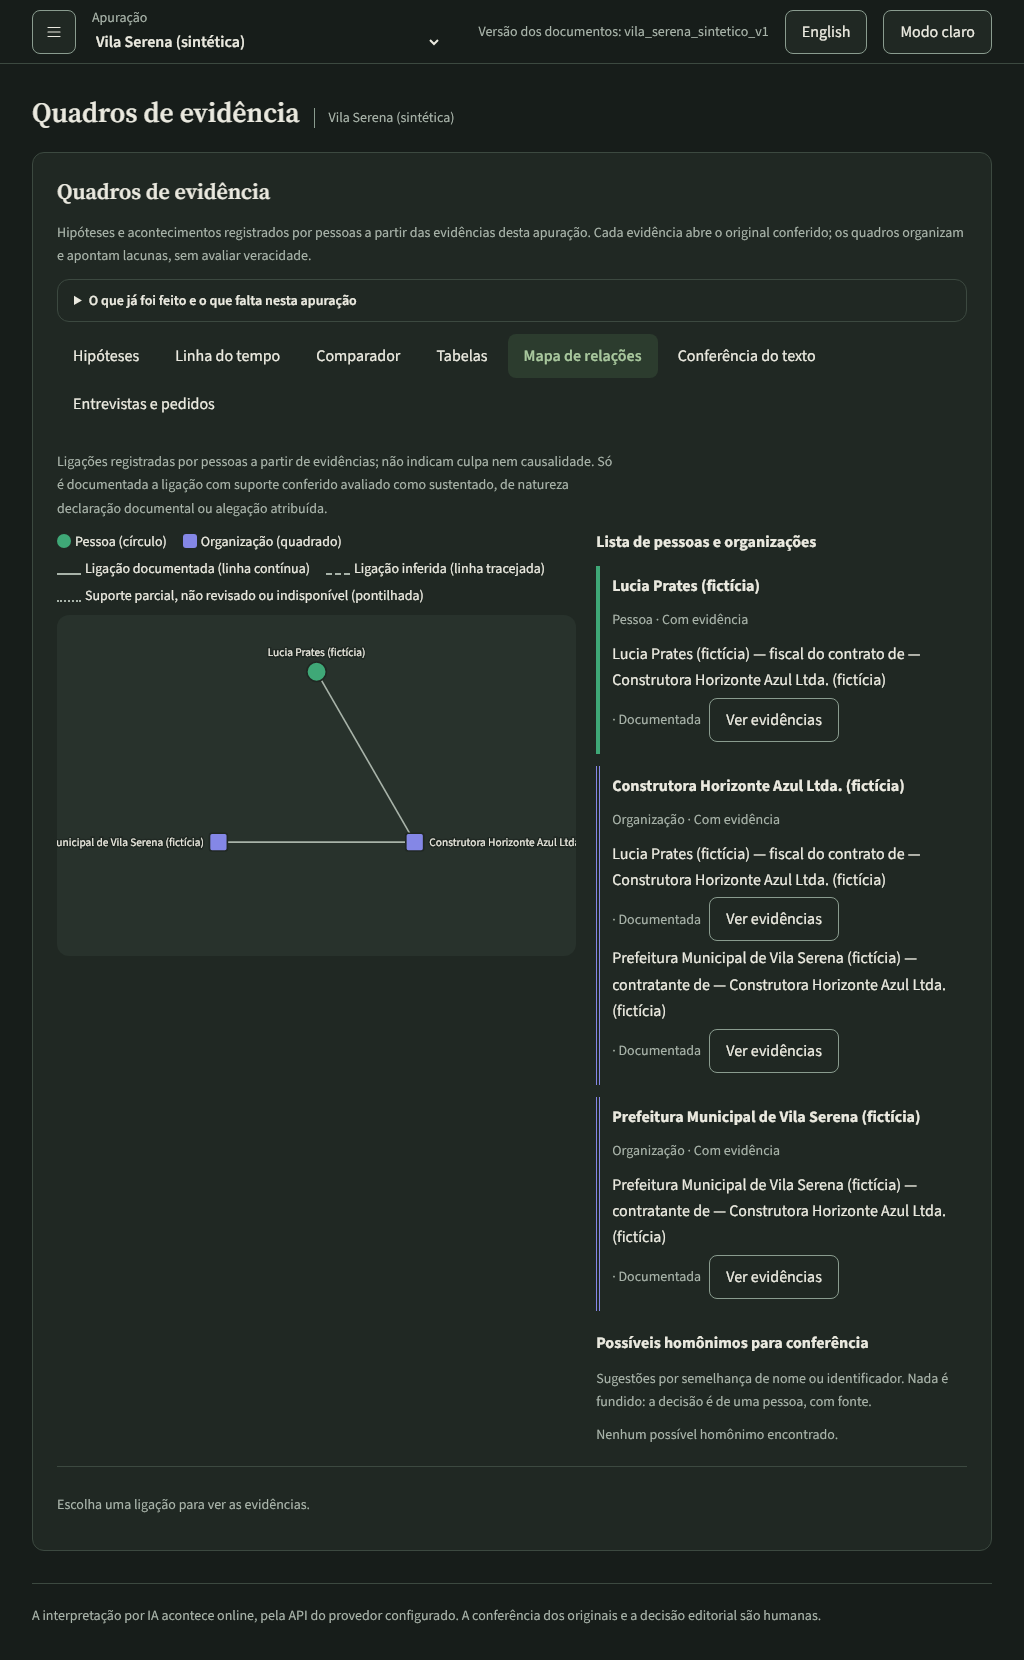 Apuração
Vila Serena (sintética)
Versão dos documentos: vila_serena_sintetico_v1
English
Modo claro
Quadros de evidência
Vila Serena (sintética)
Quadros de evidência
Hipóteses e acontecimentos registrados por pessoas a partir das evidências desta apuração. Cada evidência abre o original conferido; os quadros organizam
e apontam lacunas, sem avaliar veracidade.
O que já foi feito e o que falta nesta apuração
Hipóteses
Linha do tempo
Comparador
Tabelas
Mapa de relações
Conferência do texto
Entrevistas e pedidos
Ligações registradas por pessoas a partir de evidências; não indicam culpa nem causalidade. Só
é documentada a ligação com suporte conferido avaliado como sustentado, de natureza
declaração documental ou alegação atribuída.
Pessoa (círculo)
Organização (quadrado)
Ligação documentada (linha contínua)
Ligação inferida (linha tracejada)
Suporte parcial, não revisado ou indisponível (pontilhada)
Lucia Prates (fictícia)
unicipal de Vila Serena (fictícia)
Construtora Horizonte Azul Ltda
Lista de pessoas e organizações
Lucia Prates (fictícia)
Pessoa · Com evidência
Lucia Prates (fictícia) — fiscal do contrato de —
Construtora Horizonte Azul Ltda. (fictícia)
· Documentada
Ver evidências
Construtora Horizonte Azul Ltda. (fictícia)
Organização · Com evidência
Lucia Prates (fictícia) — fiscal do contrato de —
Construtora Horizonte Azul Ltda. (fictícia)
· Documentada
Ver evidências
Prefeitura Municipal de Vila Serena (fictícia) —
contratante de — Construtora Horizonte Azul Ltda.
(fictícia)
· Documentada
Ver evidências
Prefeitura Municipal de Vila Serena (fictícia)
Organização · Com evidência
Prefeitura Municipal de Vila Serena (fictícia) —
contratante de — Construtora Horizonte Azul Ltda.
(fictícia)
· Documentada
Ver evidências
Possíveis homônimos para conferência
Sugestões por semelhança de nome ou identificador. Nada é
fundido: a decisão é de uma pessoa, com fonte.
Nenhum possível homônimo encontrado.
Escolha uma ligação para ver as evidências.
A interpretação por IA acontece online, pela API do provedor configurado. A conferência dos originais e a decisão editorial são humanas.